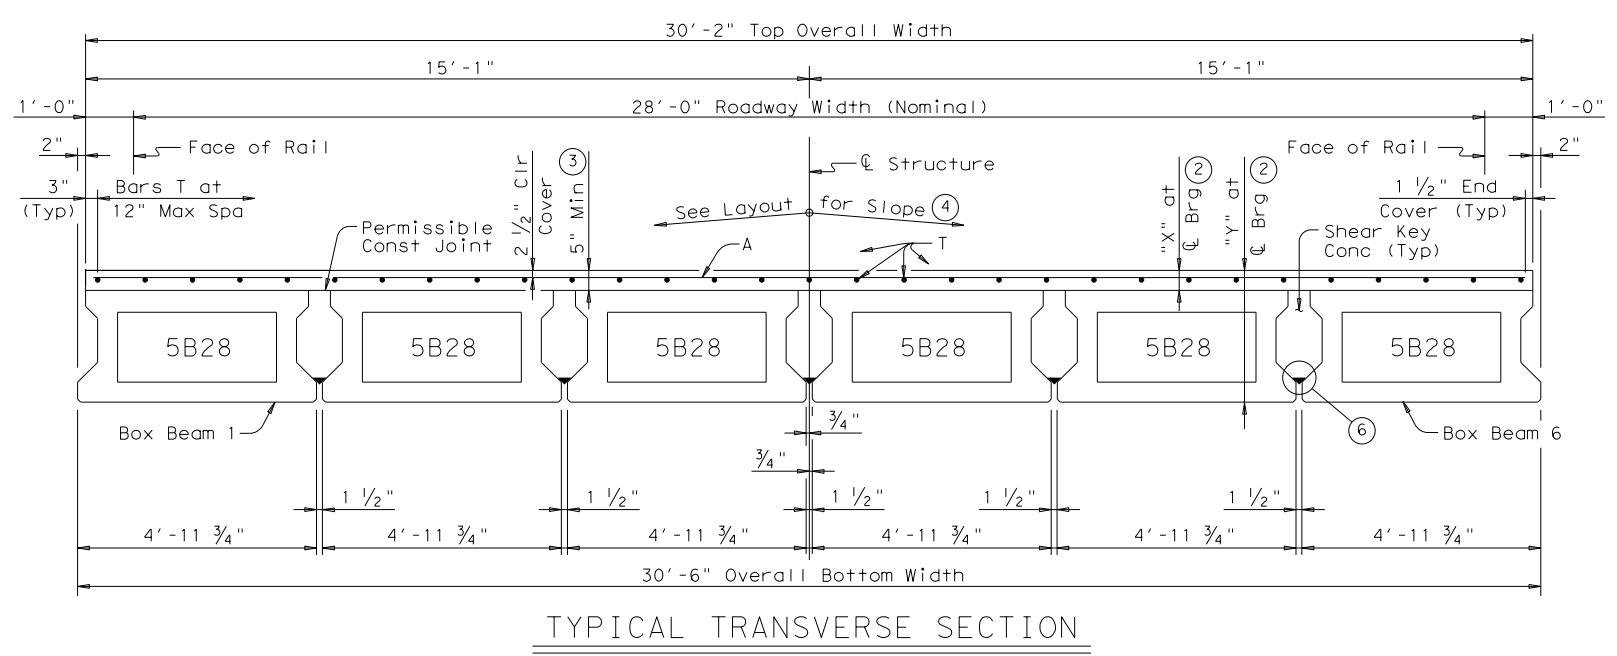 30'-2" Top Overall Width
15'-1"
15'-1"
1'-0"
28'-0" Roadway Width (Nominal)
1'-0"
2"
Face of Rail
2 1/2" Clr
Cover
5" Min 3
℄ Structure
"X" at
℄ Brg 2
"Y" at
℄ Brg 2
Face of Rail
2"
3"
(Typ)
Bars T at
12" Max Spa
See Layout for Slope 4
1 1/2" End
Cover (Typ)
Permissible
Const Joint
A
T
Shear Key
Conc (Typ)
5B28
5B28
5B28
5B28
5B28
5B28
Box Beam 1
3/4"
6
Box Beam 6
3/4"
1 1/2"
1 1/2"
1 1/2"
1 1/2"
1 1/2"
4'-11 3/4"
4'-11 3/4"
4'-11 3/4"
4'-11 3/4"
4'-11 3/4"
4'-11 3/4"
30'-6" Overall Bottom Width
TYPICAL TRANSVERSE SECTION